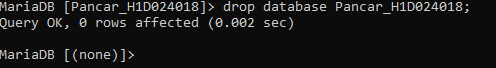 MariaDB [Pancar_H1D024018]> drop database Pancar_H1D024018;
Query OK, 0 rows affected (0.002 sec)
MariaDB [(none)]>